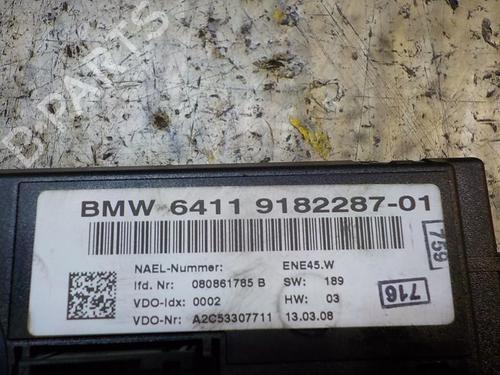 B-PARTS
BMW 6411 9182287-01
759
NAEL-Nummer: ENE45.W
lfd. Nr: 080861785 B SW: 189
VDO-Idx: 0002 HW: 03
716
VDO-Nr: A2C53307711 13.03.08